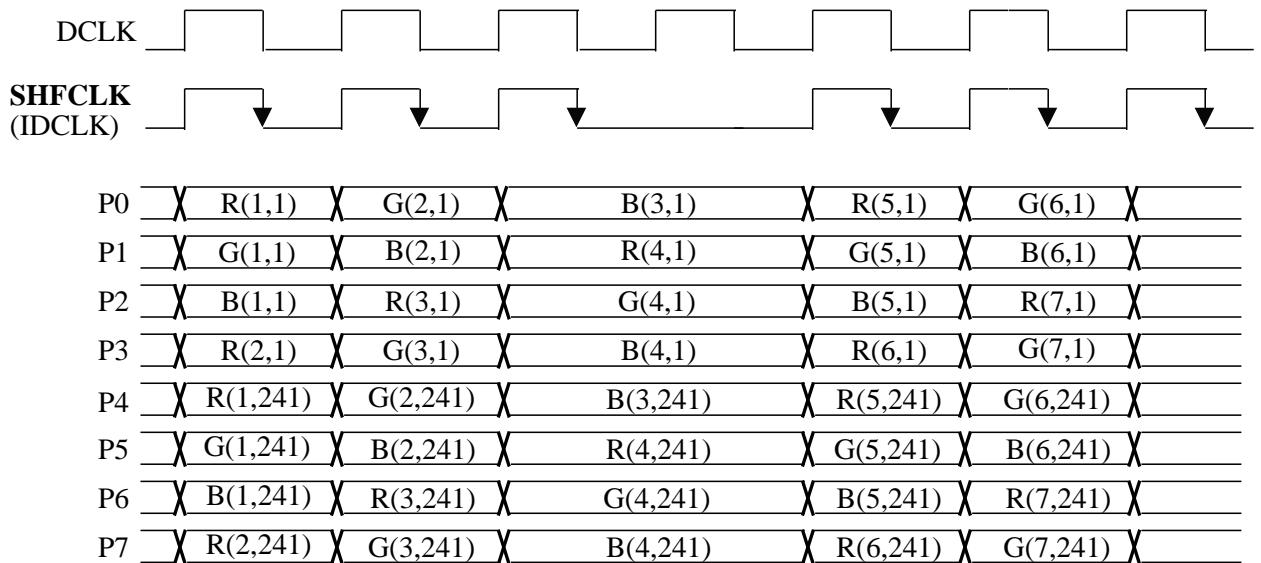 DCLK
SHFCLK
(IDCLK)
P0 R(1,1) G(2,1) B(3,1) R(5,1) G(6,1)
P1 G(1,1) B(2,1) R(4,1) G(5,1) B(6,1)
P2 B(1,1) R(3,1) G(4,1) B(5,1) R(7,1)
P3 R(2,1) G(3,1) B(4,1) R(6,1) G(7,1)
P4 R(1,241) G(2,241) B(3,241) R(5,241) G(6,241)
P5 G(1,241) B(2,241) R(4,241) G(5,241) B(6,241)
P6 B(1,241) R(3,241) G(4,241) B(5,241) R(7,241)
P7 R(2,241) G(3,241) B(4,241) R(6,241) G(7,241)